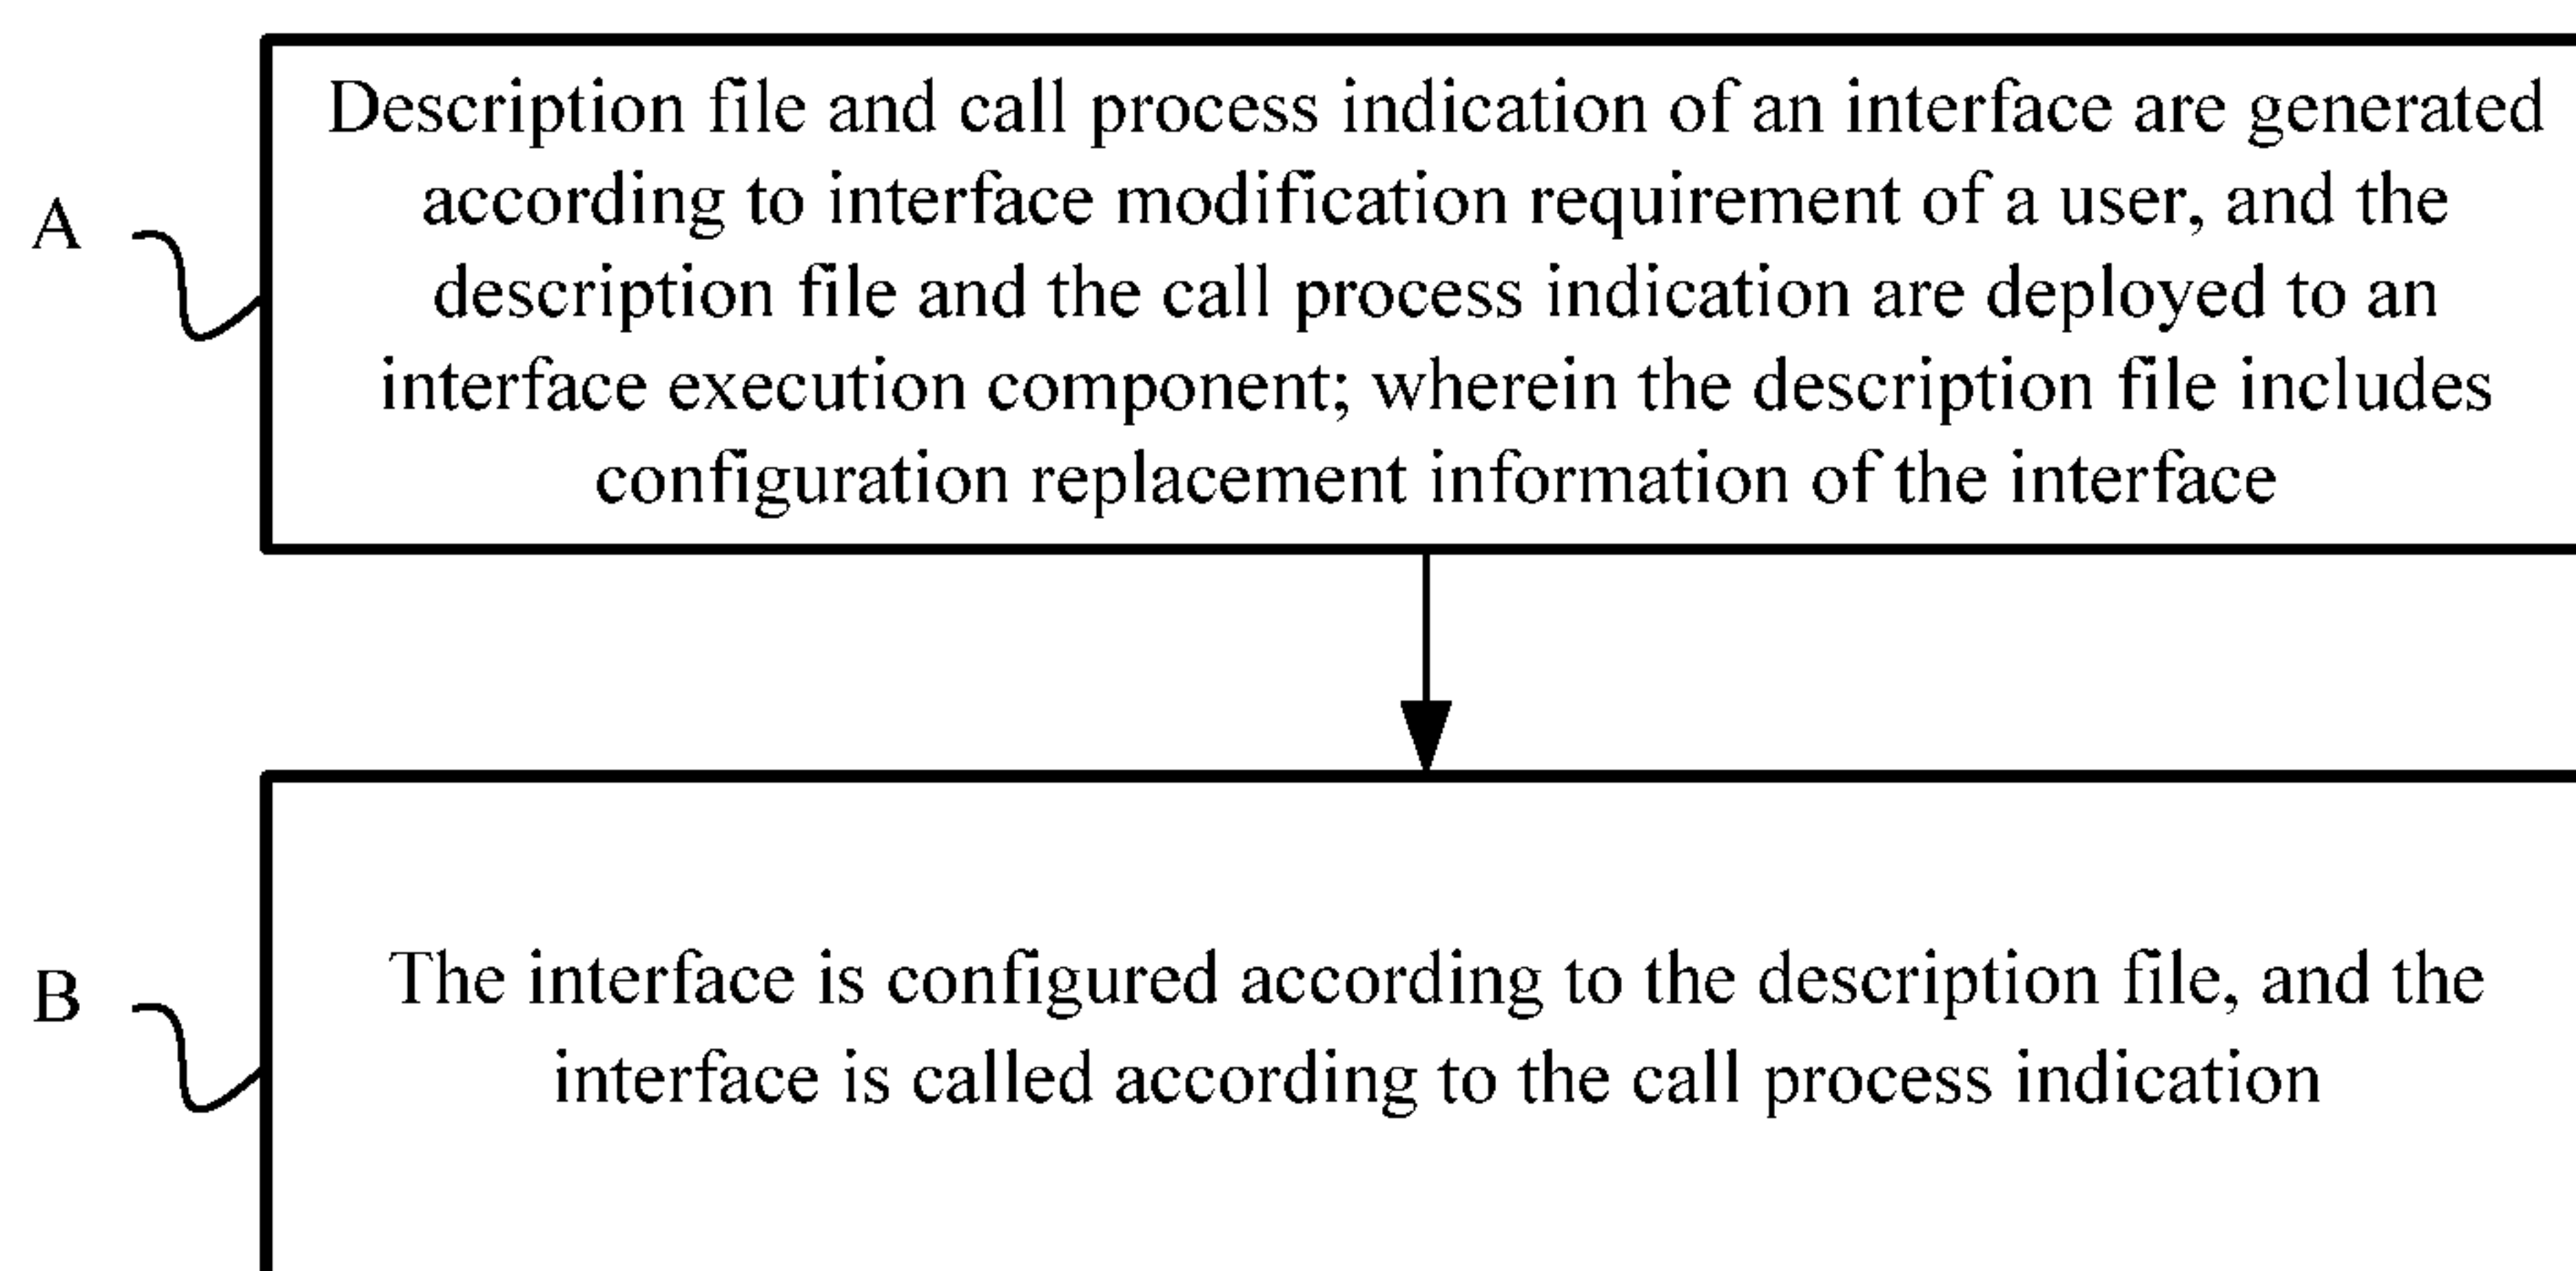 Description file and call process indication of an interface are generated
according to interface modification requirement of a user, and the
A
description file and the call process indication are deployed to an
interface execution component; wherein the description file includes
configuration replacement information of the interface
The interface is configured according to the description file, and the
B
interface is called according to the call process indication